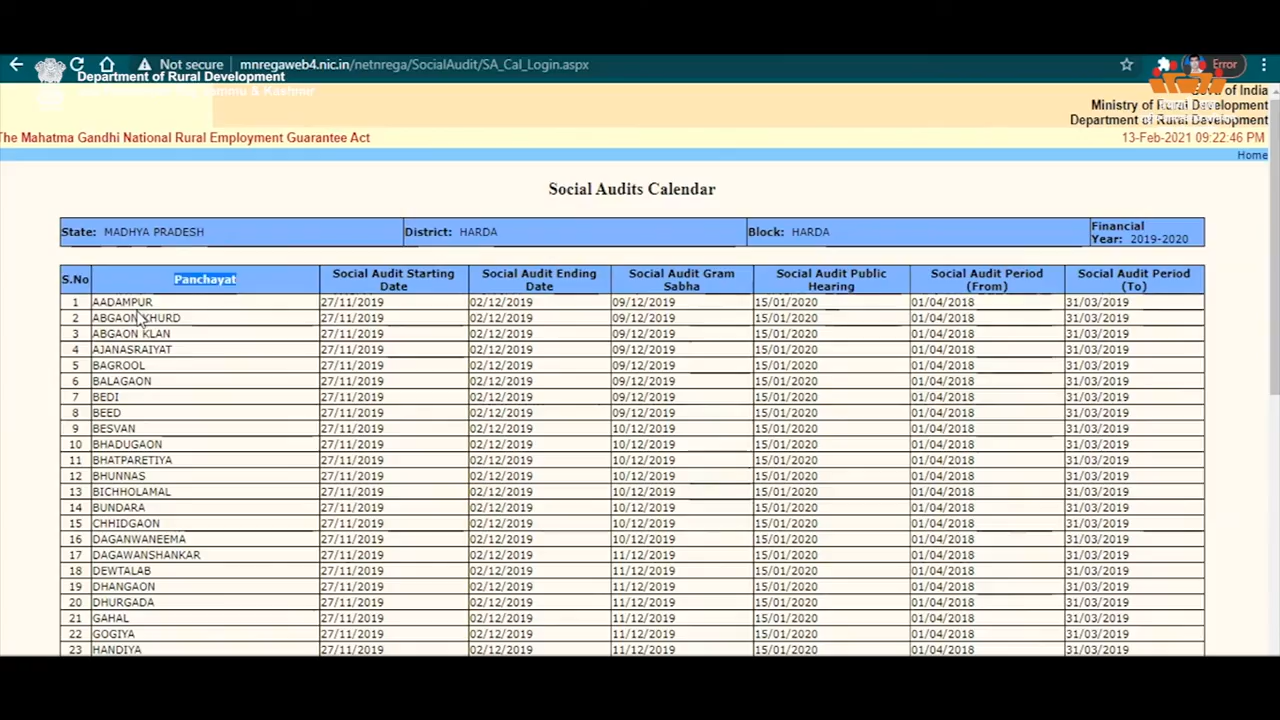 Not secure mnregaweb4.nic.in/netnrega/SocialAudit/SA_Cal_Login.aspx Error
Department of Rural Development
Govt of India
Ministry of Rural Development
Department of Rural Development
The Mahatma Gandhi National Rural Employment Guarantee Act 13-Feb-2021 09:22:46 PM
Home
Social Audits Calendar
State: MADHYA PRADESH District: HARDA Block: HARDA Financial Year: 2019-2020
S.No Panchayat Social Audit Starting Date Social Audit Ending Date Social Audit Gram Sabha Social Audit Public Hearing Social Audit Period (From) Social Audit Period (To)
1 AADAMPUR 27/11/2019 02/12/2019 09/12/2019 15/01/2020 01/04/2018 31/03/2019
2 ABGAON KHURD 27/11/2019 02/12/2019 09/12/2019 15/01/2020 01/04/2018 31/03/2019
3 ABGAON KLAN 27/11/2019 02/12/2019 09/12/2019 15/01/2020 01/04/2018 31/03/2019
4 AJANASRAIYAT 27/11/2019 02/12/2019 09/12/2019 15/01/2020 01/04/2018 31/03/2019
5 BAGROOL 27/11/2019 02/12/2019 09/12/2019 15/01/2020 01/04/2018 31/03/2019
6 BALAGAON 27/11/2019 02/12/2019 09/12/2019 15/01/2020 01/04/2018 31/03/2019
7 BEDI 27/11/2019 02/12/2019 09/12/2019 15/01/2020 01/04/2018 31/03/2019
8 BEED 27/11/2019 02/12/2019 09/12/2019 15/01/2020 01/04/2018 31/03/2019
9 BESVAN 27/11/2019 02/12/2019 10/12/2019 15/01/2020 01/04/2018 31/03/2019
10 BHADUGAON 27/11/2019 02/12/2019 10/12/2019 15/01/2020 01/04/2018 31/03/2019
11 BHATPARETIYA 27/11/2019 02/12/2019 10/12/2019 15/01/2020 01/04/2018 31/03/2019
12 BHUNNAS 27/11/2019 02/12/2019 10/12/2019 15/01/2020 01/04/2018 31/03/2019
13 BICHHOLAMAL 27/11/2019 02/12/2019 10/12/2019 15/01/2020 01/04/2018 31/03/2019
14 BUNDARA 27/11/2019 02/12/2019 10/12/2019 15/01/2020 01/04/2018 31/03/2019
15 CHHIDGAON 27/11/2019 02/12/2019 10/12/2019 15/01/2020 01/04/2018 31/03/2019
16 DAGANWANEEMA 27/11/2019 02/12/2019 10/12/2019 15/01/2020 01/04/2018 31/03/2019
17 DAGAWANSHANKAR 27/11/2019 02/12/2019 11/12/2019 15/01/2020 01/04/2018 31/03/2019
18 DEWTALAB 27/11/2019 02/12/2019 11/12/2019 15/01/2020 01/04/2018 31/03/2019
19 DHANGAON 27/11/2019 02/12/2019 11/12/2019 15/01/2020 01/04/2018 31/03/2019
20 DHURGADA 27/11/2019 02/12/2019 11/12/2019 15/01/2020 01/04/2018 31/03/2019
21 GAHAL 27/11/2019 02/12/2019 11/12/2019 15/01/2020 01/04/2018 31/03/2019
22 GOGIYA 27/11/2019 02/12/2019 11/12/2019 15/01/2020 01/04/2018 31/03/2019
23 HANDIYA 27/11/2019 02/12/2019 11/12/2019 15/01/2020 01/04/2018 31/03/2019